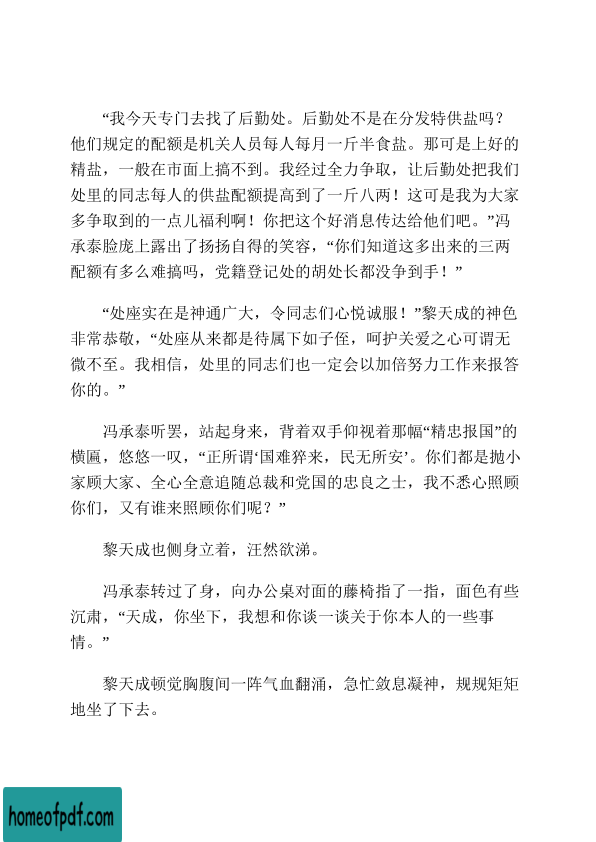 “我今天专门去找了后勤处。后勤处不是在分发特供盐吗？
他们规定的配额是机关人员每人每月一斤半食盐。那可是上好的
精盐，一般在市面上搞不到。我经过全力争取，让后勤处把我们
处里的同志每人的供盐配额提高到了一斤八两！这可是我为大家
多争取到的一点儿福利啊！你把这个好消息传达给他们吧。”冯
承泰脸庞上露出了扬扬自得的笑容，“你们知道这多出来的三两
配额有多么难搞吗，党籍登记处的胡处长都没争到手！”
“处座实在是神通广大，令同志们心悦诚服！”黎天成的神色
非常恭敬，“处座从来都是待属下如子侄，呵护关爱之心可谓无
微不至。我相信，处里的同志们也一定会以加倍努力工作来报答
你的。”
冯承泰听罢，站起身来，背着双手仰视着那幅“精忠报国”的
横匾，悠悠一叹，“正所谓‘国难猝来，民无所安’。你们都是抛小
家顾大家、全心全意追随总裁和党国的忠良之士，我不悉心照顾
你们，又有谁来照顾你们呢？”
黎天成也侧身立着，汪然欲涕。
冯承泰转过了身，向办公桌对面的藤椅指了一指，面色有些
沉肃，“天成，你坐下，我想和你谈一谈关于你本人的一些事
情。”
黎天成顿觉胸腹间一阵气血翻涌，急忙敛息凝神，规规矩矩
地坐了下去。
homeofpdf.com